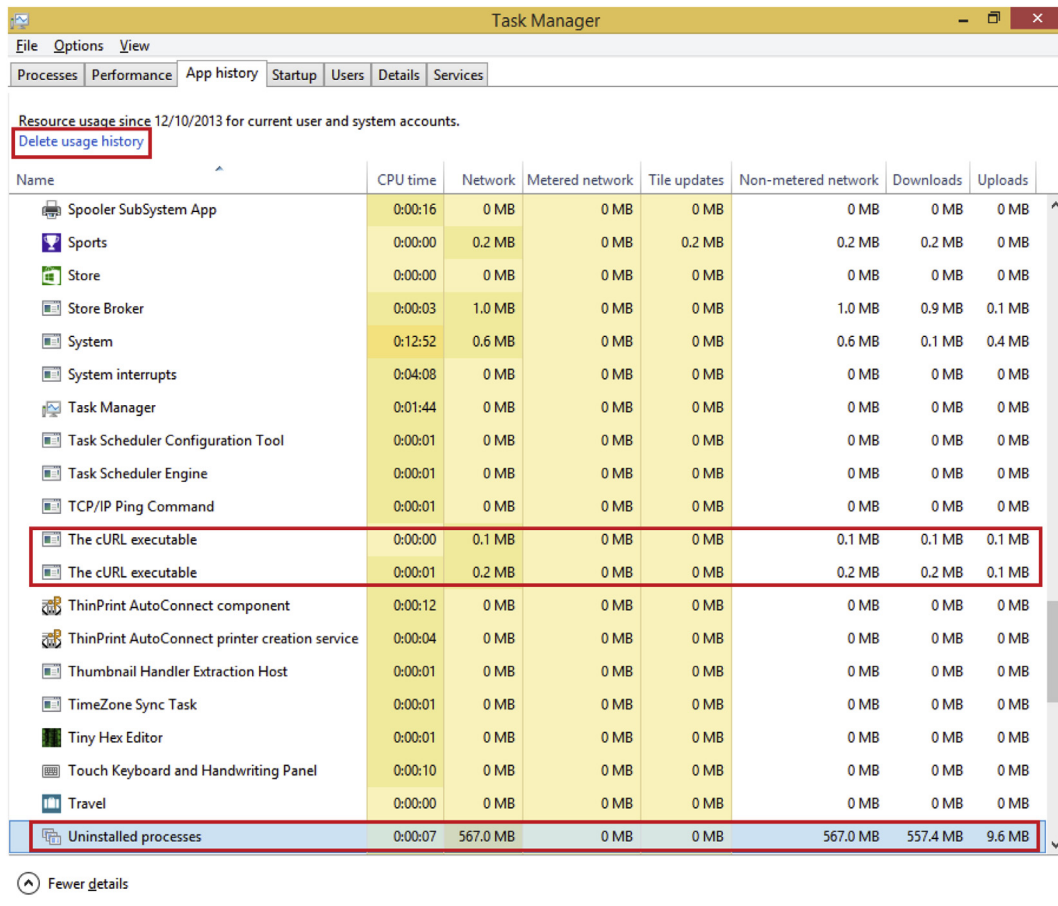 Task Manager
File Options View
Processes Performance App history Startup Users Details Services
Resource usage since 12/10/2013 for current user and system accounts.
Delete usage history
Name CPU time Network Metered network Tile updates Non-metered network Downloads Uploads
Spooler SubSystem App 0:00:16 0 MB 0 MB 0 MB 0 MB 0 MB 0 MB
Sports 0:00:00 0.2 MB 0 MB 0.2 MB 0.2 MB 0.2 MB 0 MB
Store 0:00:00 0 MB 0 MB 0 MB 0 MB 0 MB 0 MB
Store Broker 0:00:03 1.0 MB 0 MB 0 MB 1.0 MB 0.9 MB 0.1 MB
System 0:12:52 0.6 MB 0 MB 0 MB 0.6 MB 0.1 MB 0.4 MB
System interrupts 0:04:08 0 MB 0 MB 0 MB 0 MB 0 MB 0 MB
Task Manager 0:01:44 0 MB 0 MB 0 MB 0 MB 0 MB 0 MB
Task Scheduler Configuration Tool 0:00:01 0 MB 0 MB 0 MB 0 MB 0 MB 0 MB
Task Scheduler Engine 0:00:01 0 MB 0 MB 0 MB 0 MB 0 MB 0 MB
TCP/IP Ping Command 0:00:01 0 MB 0 MB 0 MB 0 MB 0 MB 0 MB
The cURL executable 0:00:00 0.1 MB 0 MB 0 MB 0.1 MB 0.1 MB 0.1 MB
The cURL executable 0:00:01 0.2 MB 0 MB 0 MB 0.2 MB 0.2 MB 0.1 MB
ThinPrint AutoConnect component 0:00:12 0 MB 0 MB 0 MB 0 MB 0 MB 0 MB
ThinPrint AutoConnect printer creation service 0:00:04 0 MB 0 MB 0 MB 0 MB 0 MB 0 MB
Thumbnail Handler Extraction Host 0:00:01 0 MB 0 MB 0 MB 0 MB 0 MB 0 MB
TimeZone Sync Task 0:00:01 0 MB 0 MB 0 MB 0 MB 0 MB 0 MB
Tiny Hex Editor 0:00:01 0 MB 0 MB 0 MB 0 MB 0 MB 0 MB
Touch Keyboard and Handwriting Panel 0:00:10 0 MB 0 MB 0 MB 0 MB 0 MB 0 MB
Travel 0:00:00 0 MB 0 MB 0 MB 0 MB 0 MB 0 MB
Uninstalled processes 0:00:07 567.0 MB 0 MB 0 MB 567.0 MB 557.4 MB 9.6 MB
Fewer details